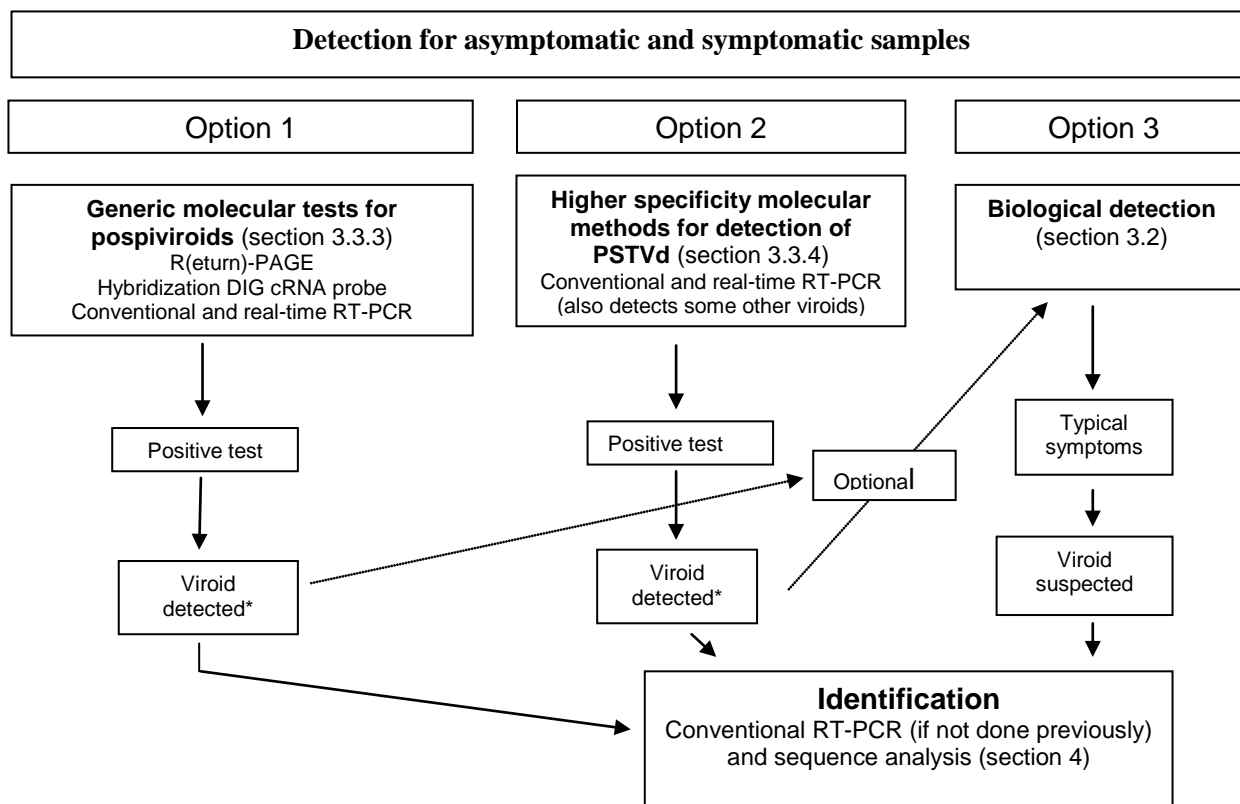 Detection for asymptomatic and symptomatic samples
Option 1
Option 2
Option 3
Generic molecular tests for
pospiviroids (section 3.3.3)
R(eturn)-PAGE
Hybridization DIG cRNA probe
Conventional and real-time RT-PCR
Higher specificity molecular
methods for detection of
PSTVd (section 3.3.4)
Conventional and real-time RT-PCR
(also detects some other viroids)
Biological detection
(section 3.2)
Positive test
Positive test
Typical
symptoms
Optional
Viroid
detected*
Viroid
detected*
Viroid
suspected
Identification
Conventional RT-PCR (if not done previously)
and sequence analysis (section 4)